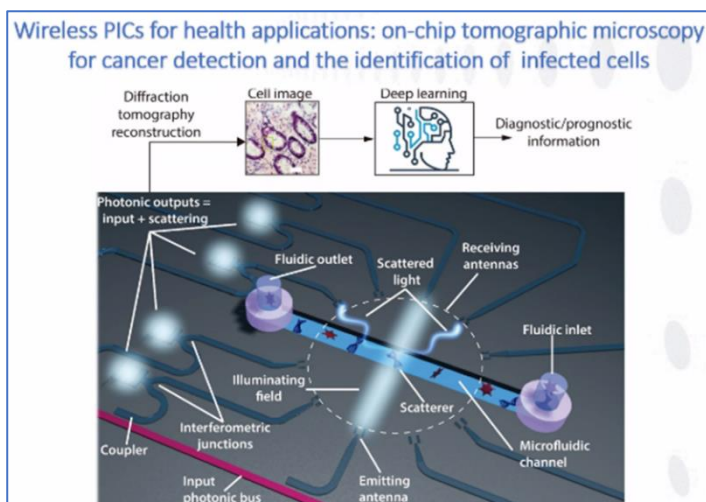 Wireless PICs for health applications: on-chip tomographic microscopy
for cancer detection and the identification of infected cells
Diffraction
tomography
reconstruction
Cell image
Deep learning
Diagnostic/prognostic
information
Photonic outputs =
input + scattering
Fluidic outlet
Scattered
light
Receiving
antennas
Fluidic inlet
Illuminating
field
Scatterer
Interferometric
junctions
Microfluidic
channel
Coupler
Input
photonic bus
Emitting
antenna